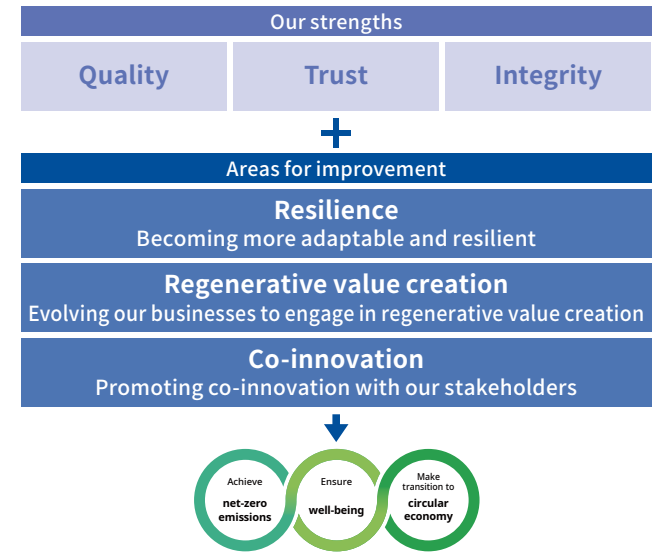 Our strengths
Quality
Trust
Integrity
Areas for improvement
Resilience
Becoming more adaptable and resilient
Regenerative value creation
Evolving our businesses to engage in regenerative value creation
Co-innovation
Promoting co-innovation with our stakeholders
Achieve
net-zero
emissions
Ensure
well-being
Make
transition to
circular
economy